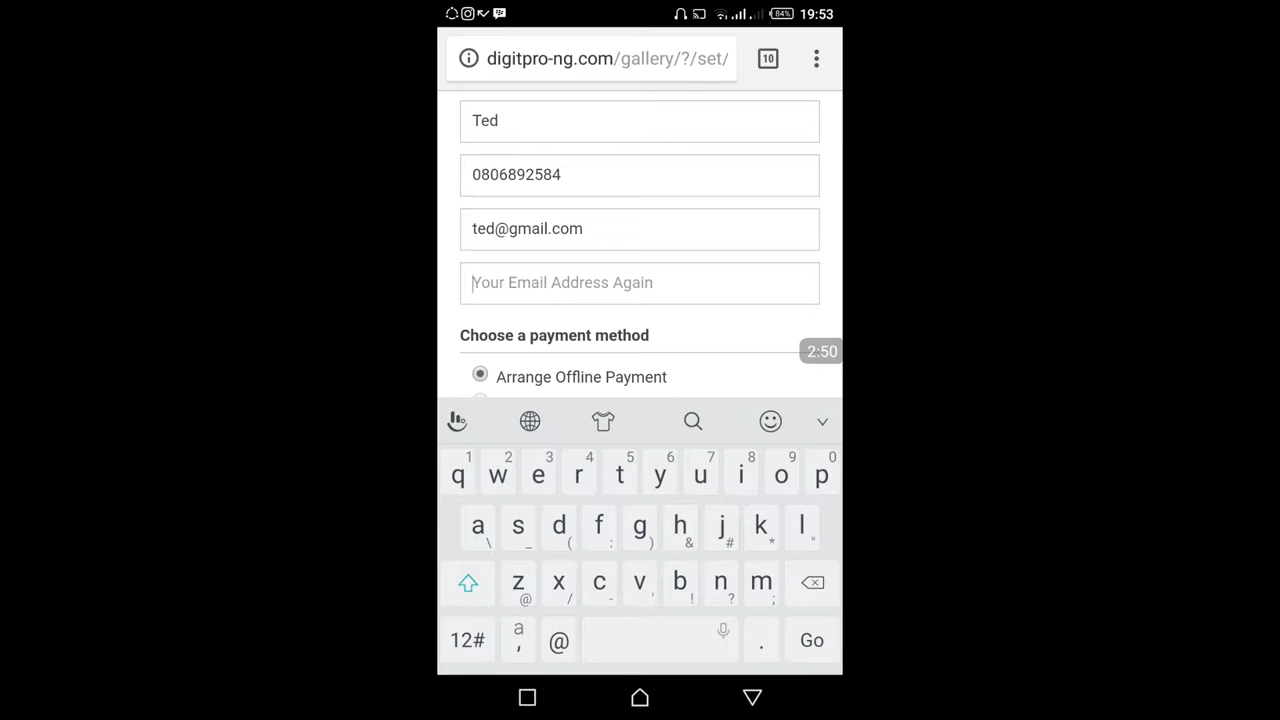 84% 19:53
digitpro-ng.com/gallery/?/set/ 10
Ted
0806892584
ted@gmail.com
Your Email Address Again
Choose a payment method
2:50
Arrange Offline Payment
1 2 3 4 5 6 7 8 9 0
q w e r t y u i o p
a s d f g h j k l
\ _ ( : ) & # * "
z x c v b n m
@ / - ' ! ? ;
12# a , @ . Go